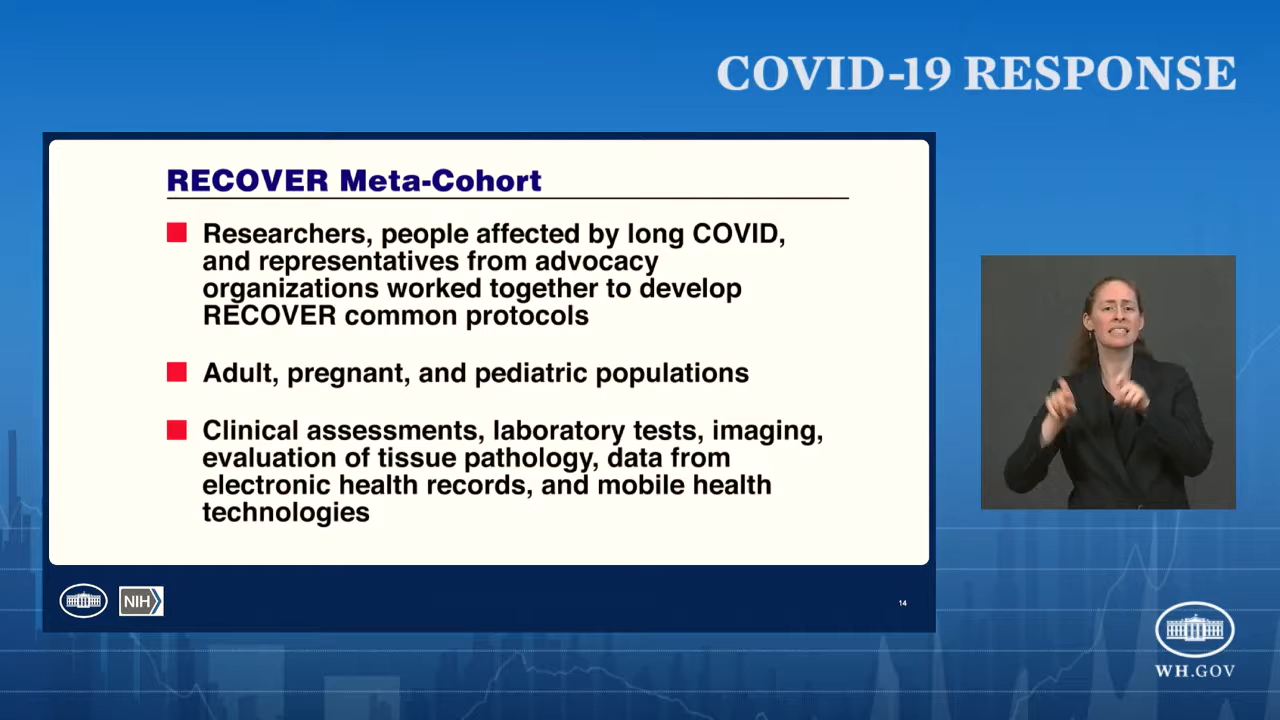 COVID-19 RESPONSE
RECOVER Meta-Cohort
Researchers, people affected by long COVID,
and representatives from advocacy
organizations worked together to develop
RECOVER common protocols
Adult, pregnant, and pediatric populations
Clinical assessments, laboratory tests, imaging,
evaluation of tissue pathology, data from
electronic health records, and mobile health
technologies
NIH
14
WH.GOV